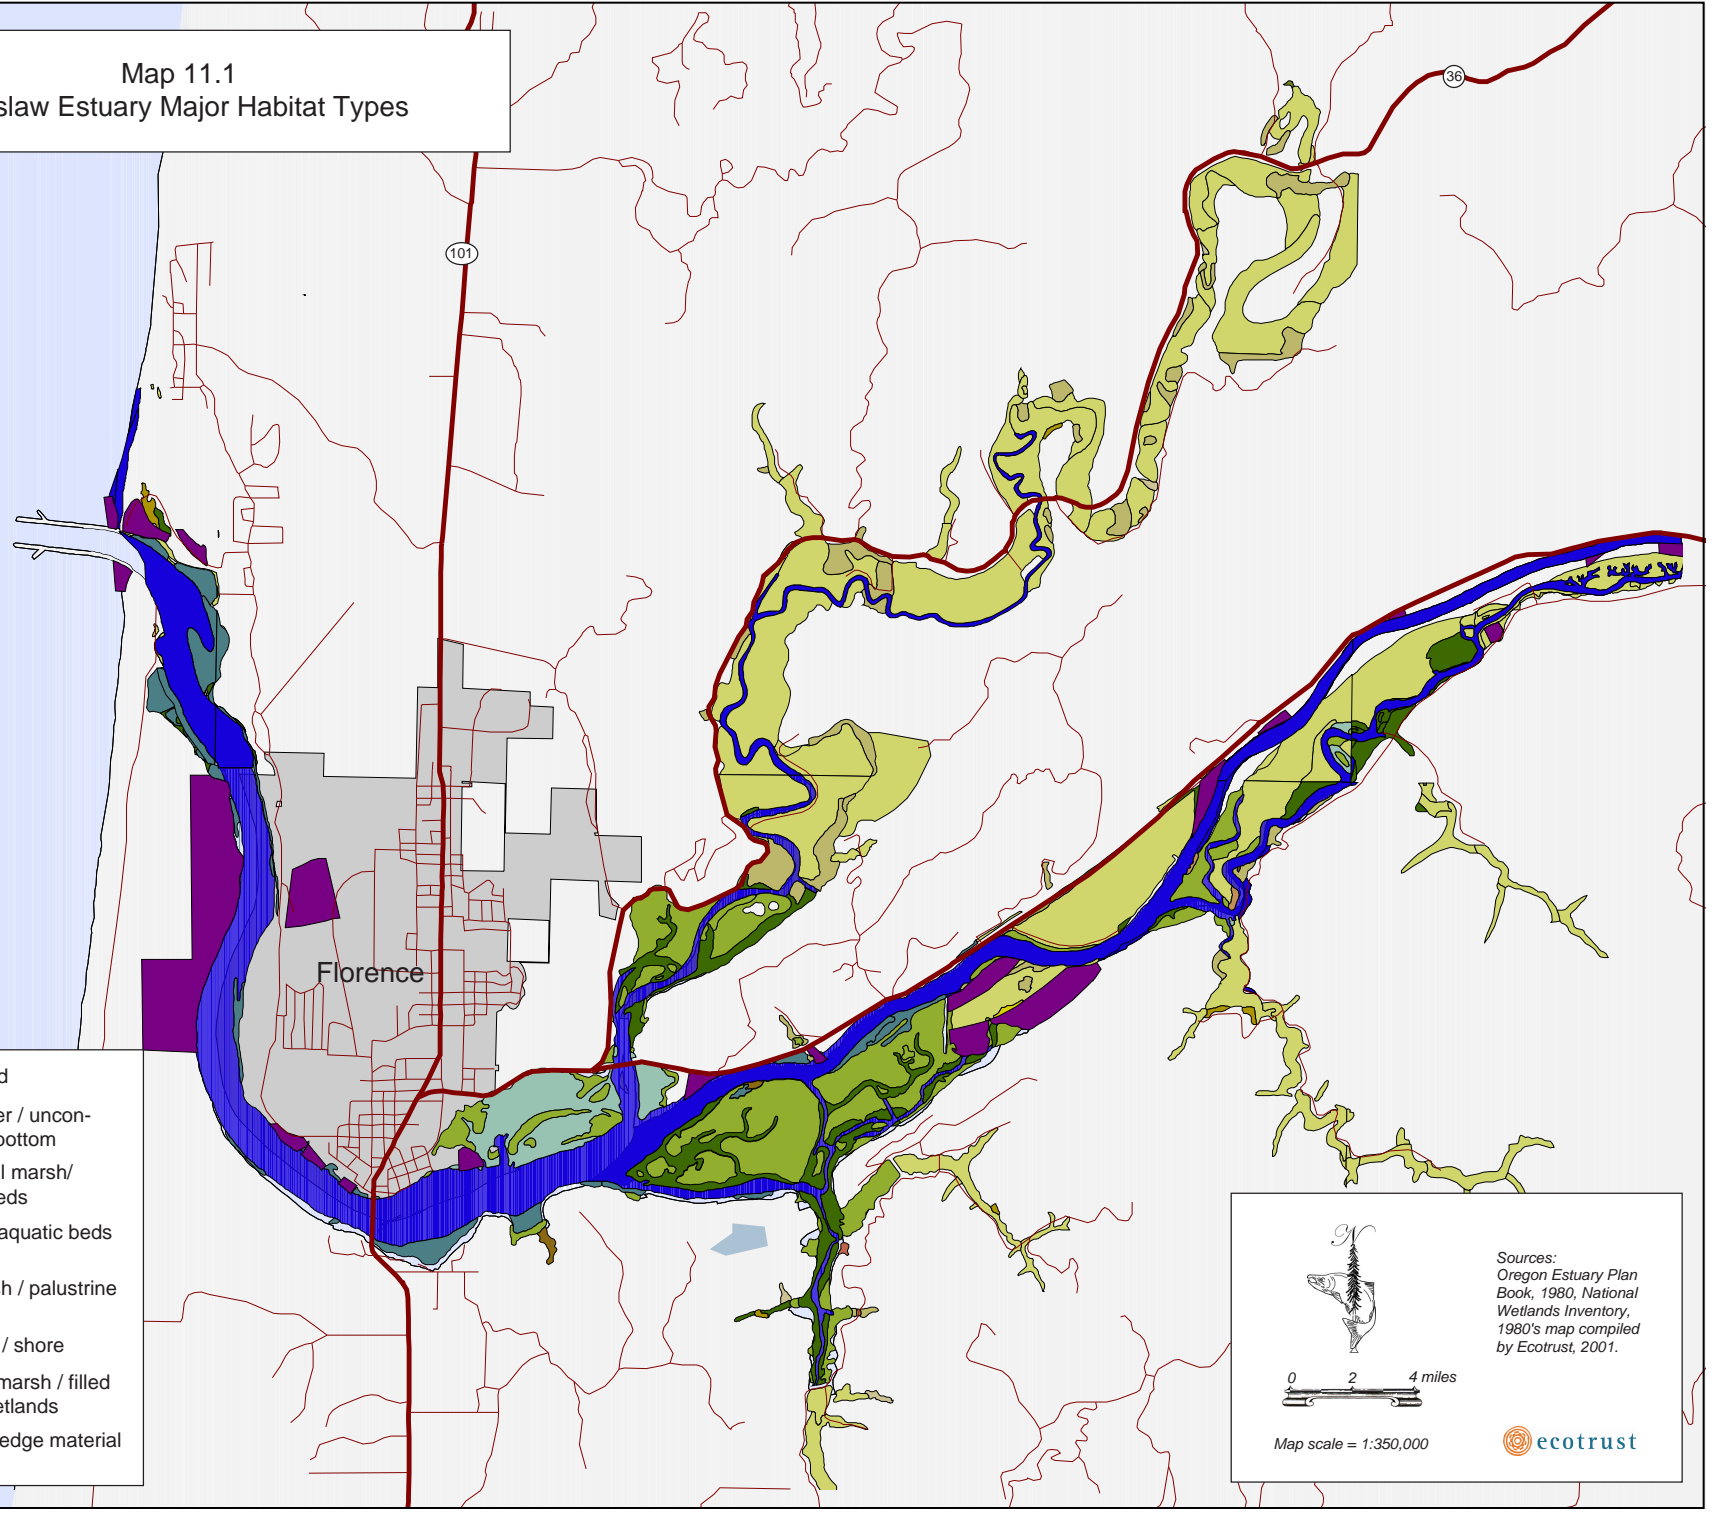 Map 11.1
slaw Estuary Major Habitat Types
36
101
Florence
d
er / uncon-
bottom
l marsh/
eds
aquatic beds
sh / palustrine
/ shore
marsh / filled
etlands
edge material
N
Sources:
Oregon Estuary Plan
Book, 1980, National
Wetlands Inventory,
1980's map compiled
by Ecotrust, 2001.
0 2 4 miles
Map scale = 1:350,000
ecotrust